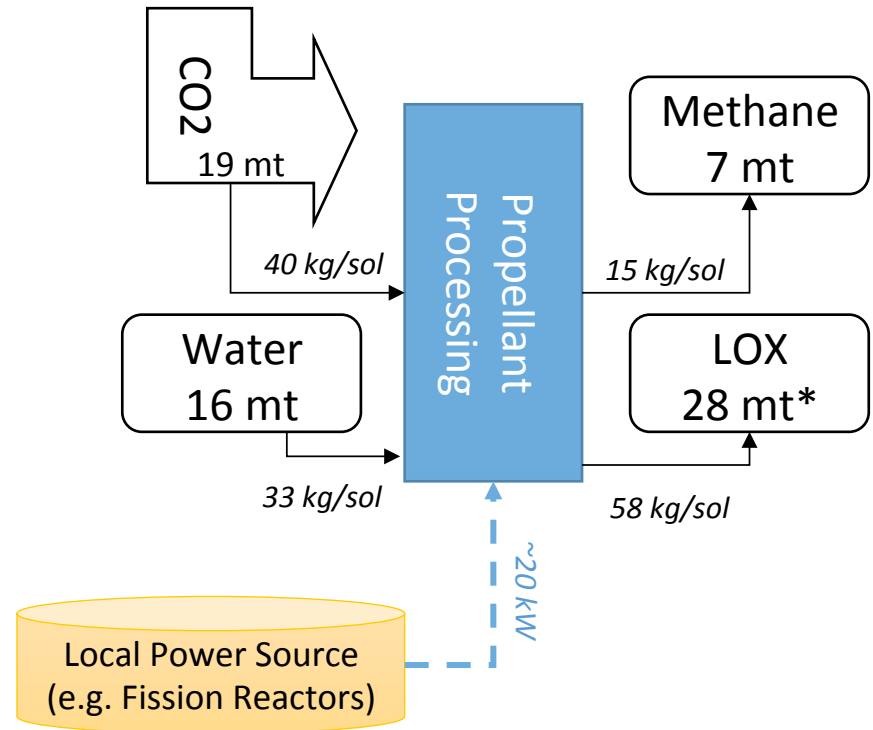 CO2
19 mt
40 kg/sol
Water
16 mt
33 kg/sol
Propellant
Processing
Methane
7 mt
15 kg/sol
LOX
28 mt*
58 kg/sol
~20 kW
Local Power Source
(e.g. Fission Reactors)